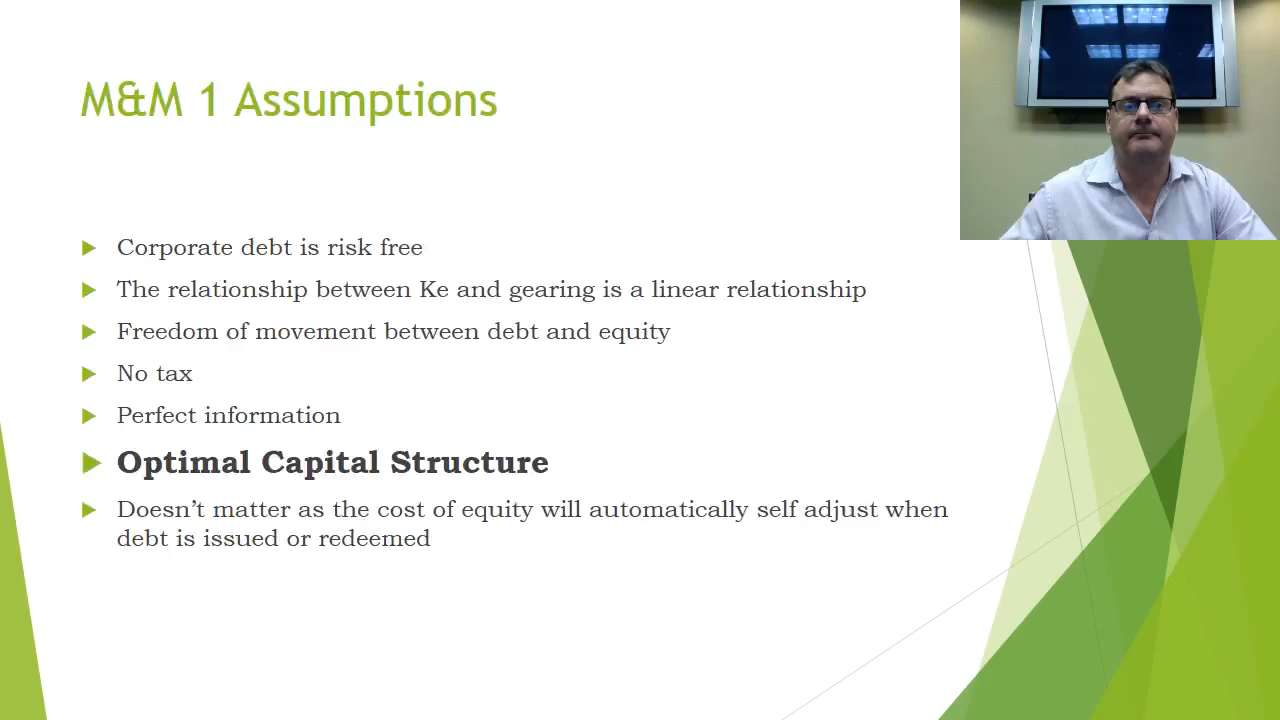 M&M 1 Assumptions
Corporate debt is risk free
The relationship between Ke and gearing is a linear relationship
Freedom of movement between debt and equity
No tax
Perfect information
Optimal Capital Structure
Doesn’t matter as the cost of equity will automatically self adjust when
debt is issued or redeemed